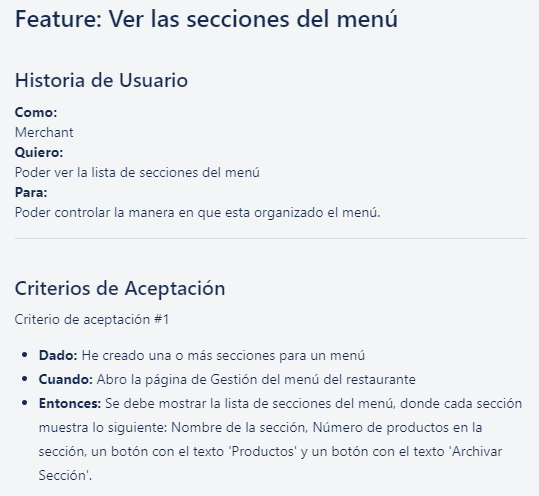 Feature: Ver las secciones del menú
Historia de Usuario
Como:
Merchant
Quiero:
Poder ver la lista de secciones del menú
Para:
Poder controlar la manera en que esta organizado el menú.
Criterios de Aceptación
Criterio de aceptación #1
• Dado: He creado una o más secciones para un menú
• Cuando: Abro la página de Gestión del menú del restaurante
• Entonces: Se debe mostrar la lista de secciones del menú, donde cada sección
muestra lo siguiente: Nombre de la sección, Número de productos en la
sección, un botón con el texto 'Productos' y un botón con el texto 'Archivar
Sección'.